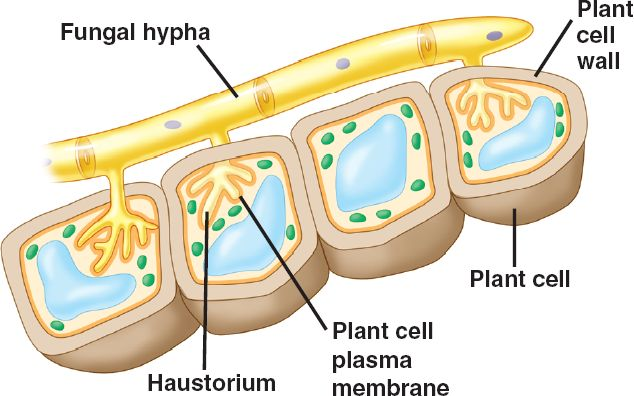 Plant
cell
wall
Fungal hypha
Plant cell
Plant cell
plasma
membrane
Haustorium